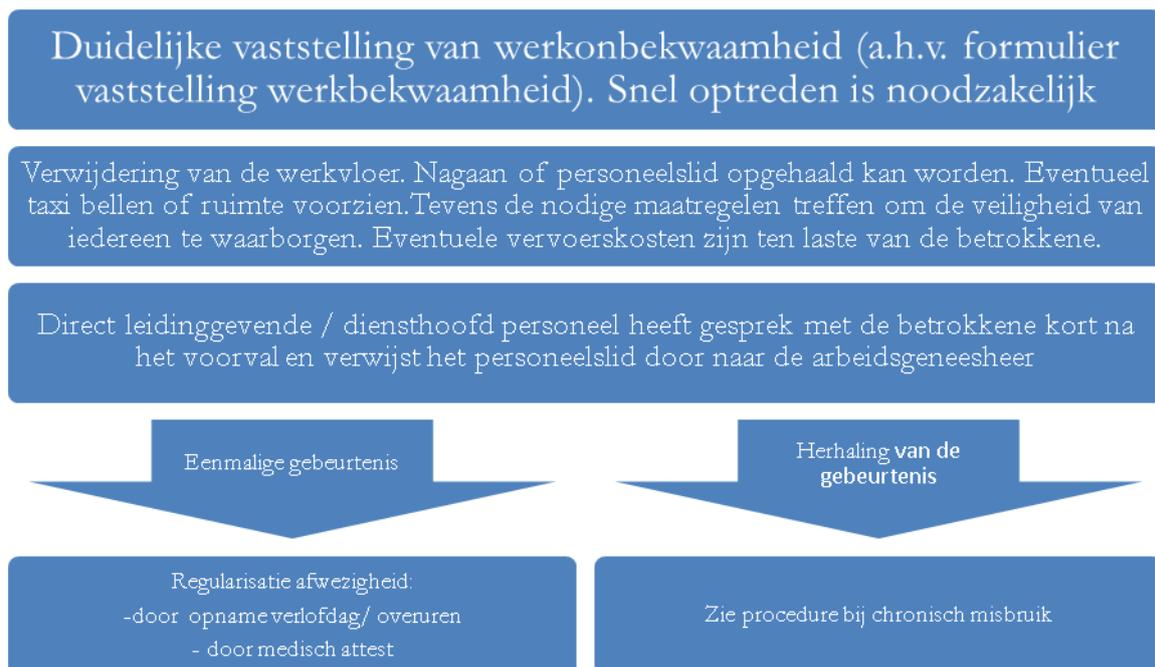 Duidelijke vaststelling van werkonbekwaamheid (a.h.v. formulier
vaststelling werkbekwaamheid). Snel optreden is noodzakelijk
Verwijdering van de werkvloer. Nagaan of personeelslid opgehaald kan worden. Eventueel
taxi bellen of ruimte voorzien.Tevens de nodige maatregelen treffen om de veiligheid van
iedereen te waarborgen. Eventuele vervoerskosten zijn ten laste van de betrokkene.
Direct leidinggevende / diensthoofd personeel heeft gesprek met de betrokkene kort na
het voorval en verwijst het personeelslid door naar de arbeidsgeneesheer
Eenmalige gebeurtenis
Herhaling van de
gebeurtenis
Regularisatie afwezigheid:
-door opname verlofdag/ overuren
- door medisch attest
Zie procedure bij chronisch misbruik